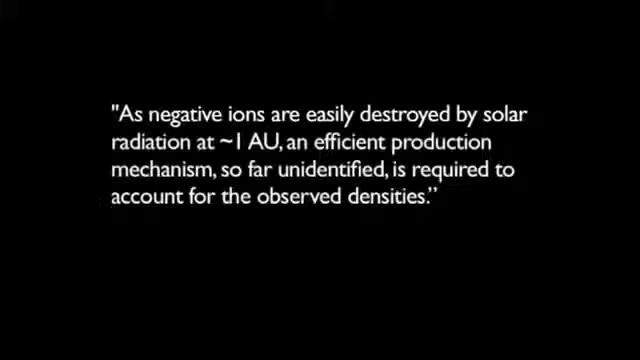 "As negative ions are easily destroyed by solar
radiation at ~1 AU, an efficient production
mechanism, so far unidentified, is required to
account for the observed densities.”